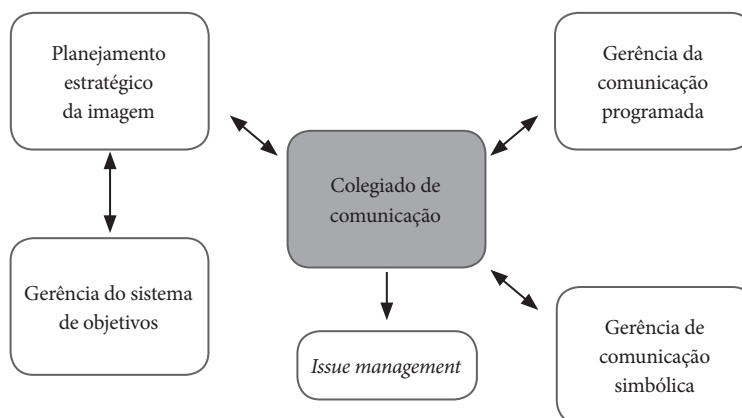 Planejamento
estratégico
da imagem
Gerência da
comunicação
programada
Colegiado de
comunicação
Gerência do sistema
de objetivos
Issue management
Gerência de
comunicação
simbólica